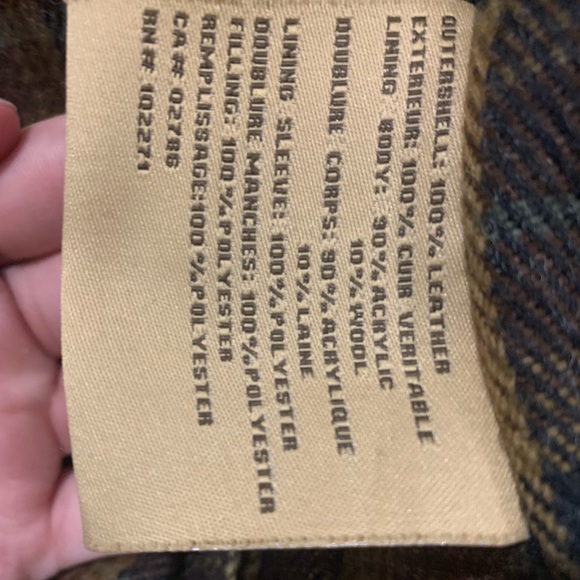 OUTERSHELL: 100% LEATHER
EXTERIEUR: 100% CUIR VERITABLE
LINING BODY: 90% ACRYLIC
10% WOOL
DOUBLURE CORPS: 90% ACRYLIQUE
10% LAINE
LINING SLEEVE: 100% POLYESTER
DOUBLURE MANCHES: 100% POLYESTER
FILLING: 100% POLYESTER
REMPLISSAGE:100 % POLYESTER
CA## 02786
RN# 102271